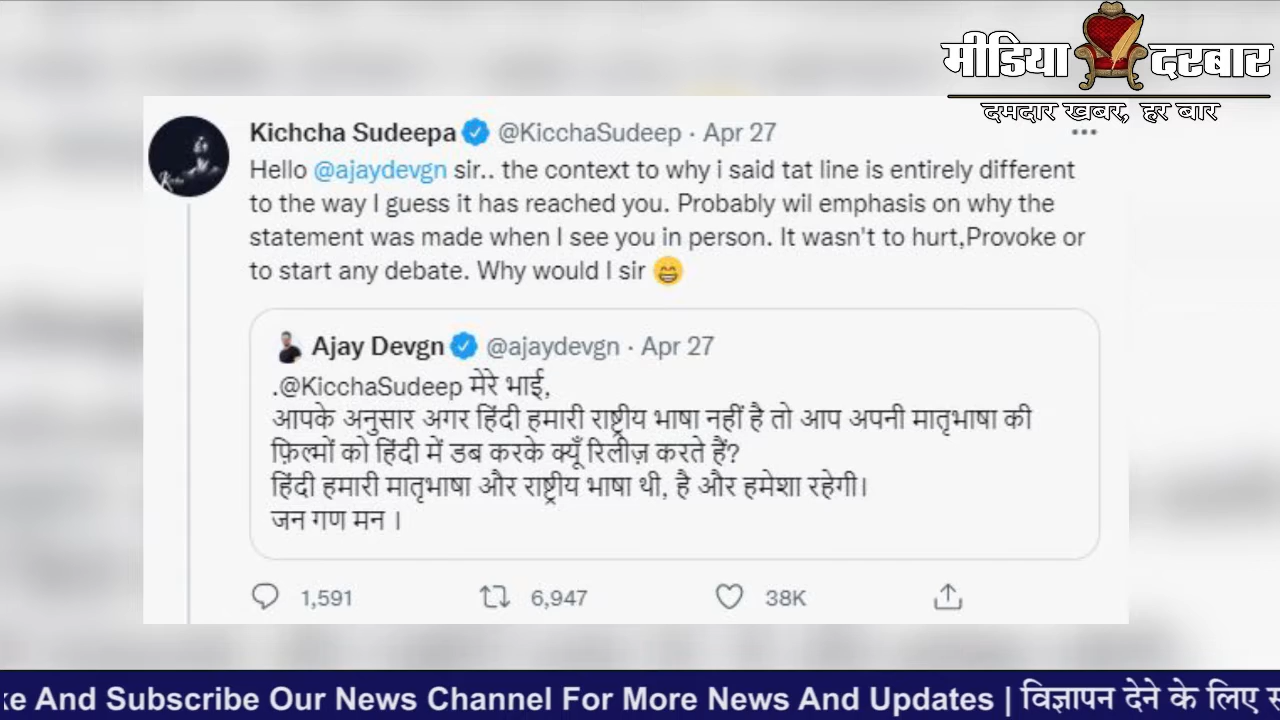 मीडिया दरबार
दमदार खबर, हर बार
Kichcha Sudeepa @KicchaSudeep · Apr 27
Hello @ajaydevgn sir.. the context to why i said tat line is entirely different
to the way I guess it has reached you. Probably wil emphasis on why the
statement was made when I see you in person. It wasn't to hurt,Provoke or
to start any debate. Why would I sir 😁
Ajay Devgn @ajaydevgn · Apr 27
.@KicchaSudeep मेरे भाई,
आपके अनुसार अगर हिंदी हमारी राष्ट्रीय भाषा नहीं है तो आप अपनी मातृभाषा की
फ़िल्मों को हिंदी में डब करके क्यूँ रिलीज़ करते हैं?
हिंदी हमारी मातृभाषा और राष्ट्रीय भाषा थी, है और हमेशा रहेगी।
जन गण मन ।
1,591 6,947 38K
And Subscribe Our News Channel For More News And Updates | विज्ञापन देने के लिए